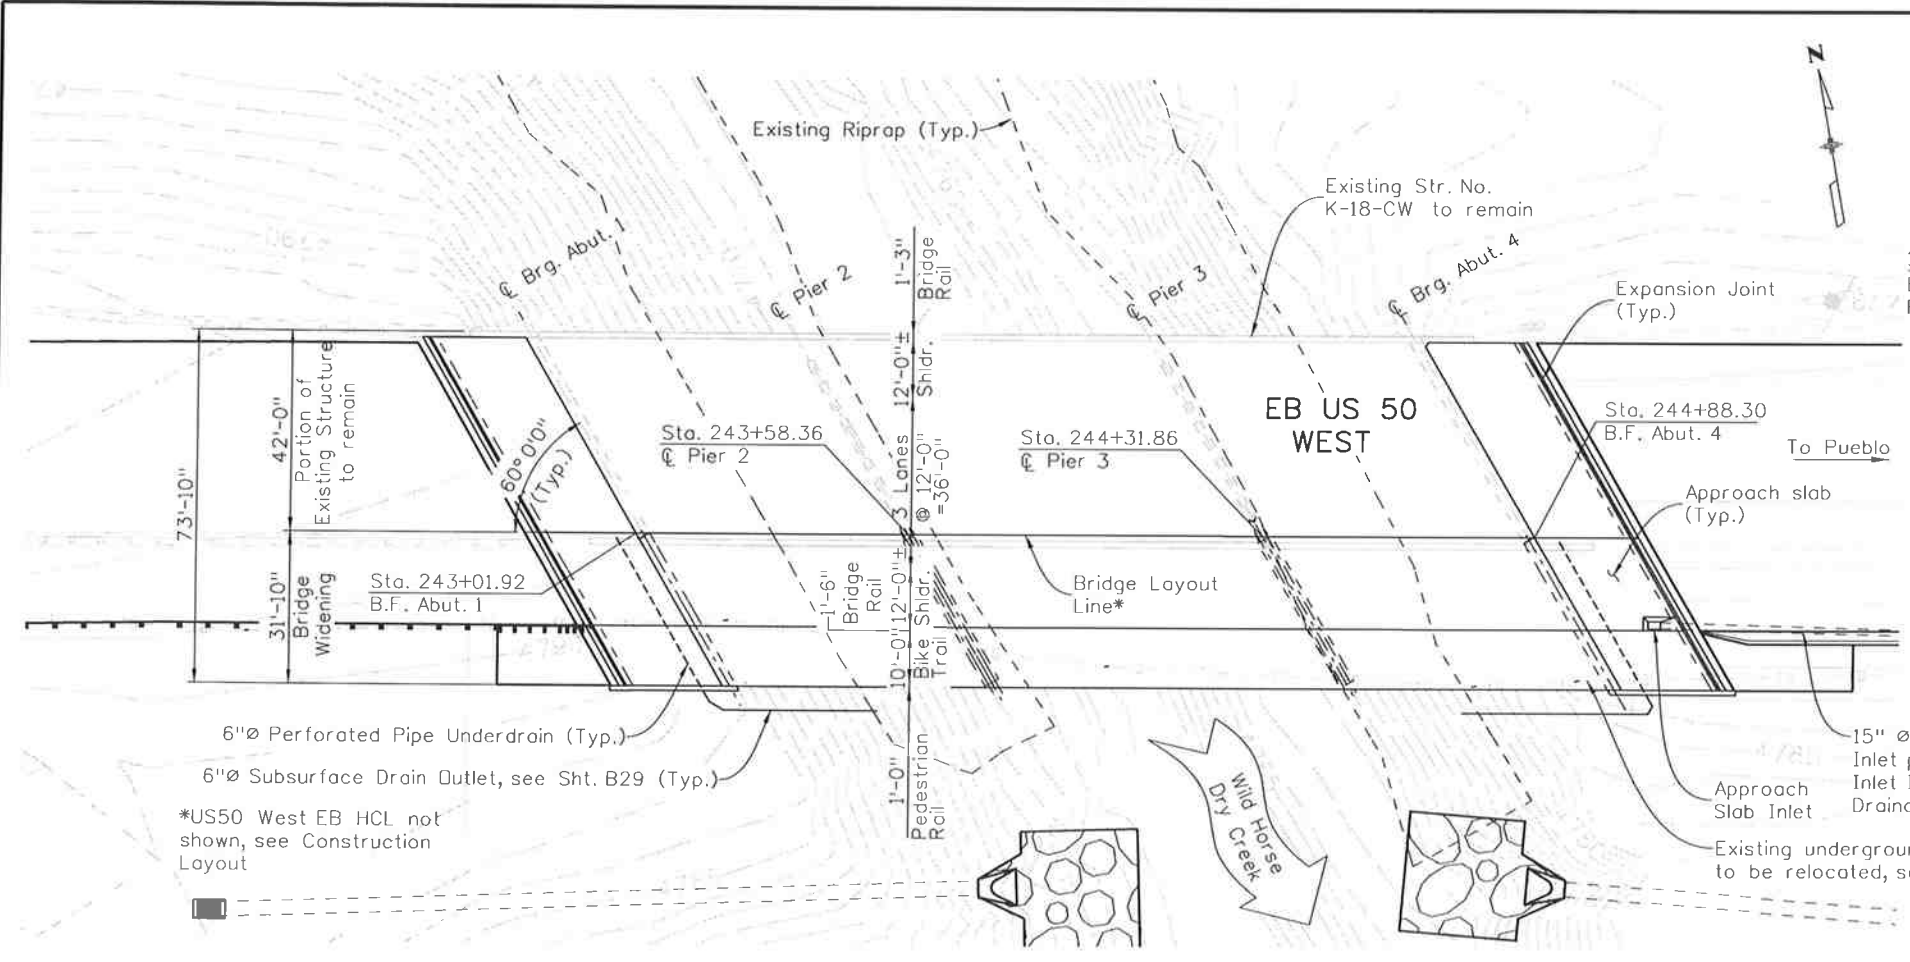 N
Existing Riprap (Typ.)
Existing Str. No.
K-18-CW to remain
℄ Brg. Abut. 1
℄ Pier 2
℄ Pier 3
℄ Brg. Abut. 4
Expansion Joint
(Typ.)
1'-3"
Bridge
Rail
12'-0"±
Shldr.
3 Lanes
@ 12'-0"
=36'-0"
73'-10"
42'-0"
Portion of
Existing Structure
to remain
60°0'0"
(Typ.)
Sta. 243+58.36
℄ Pier 2
Sta. 244+31.86
℄ Pier 3
EB US 50
WEST
Sta. 244+88.30
B.F. Abut. 4
To Pueblo
Approach slab
(Typ.)
31'-10"
Bridge
Widening
Sta. 243+01.92
B.F. Abut. 1
1'-6"
Bridge
Rail
12'-0"±
Shldr.
10'-0"
Bike
Trail
Bridge Layout
Line*
6"Ø Perforated Pipe Underdrain (Typ.)
6"Ø Subsurface Drain Outlet, see Sht. B29 (Typ.)
1'-0"
Pedestrian
Rail
*US50 West EB HCL not
shown, see Construction
Layout
Wild Horse
Dry Creek
Approach
Slab Inlet
15" Ø
Inlet
Inlet
Existing
to be relocated,